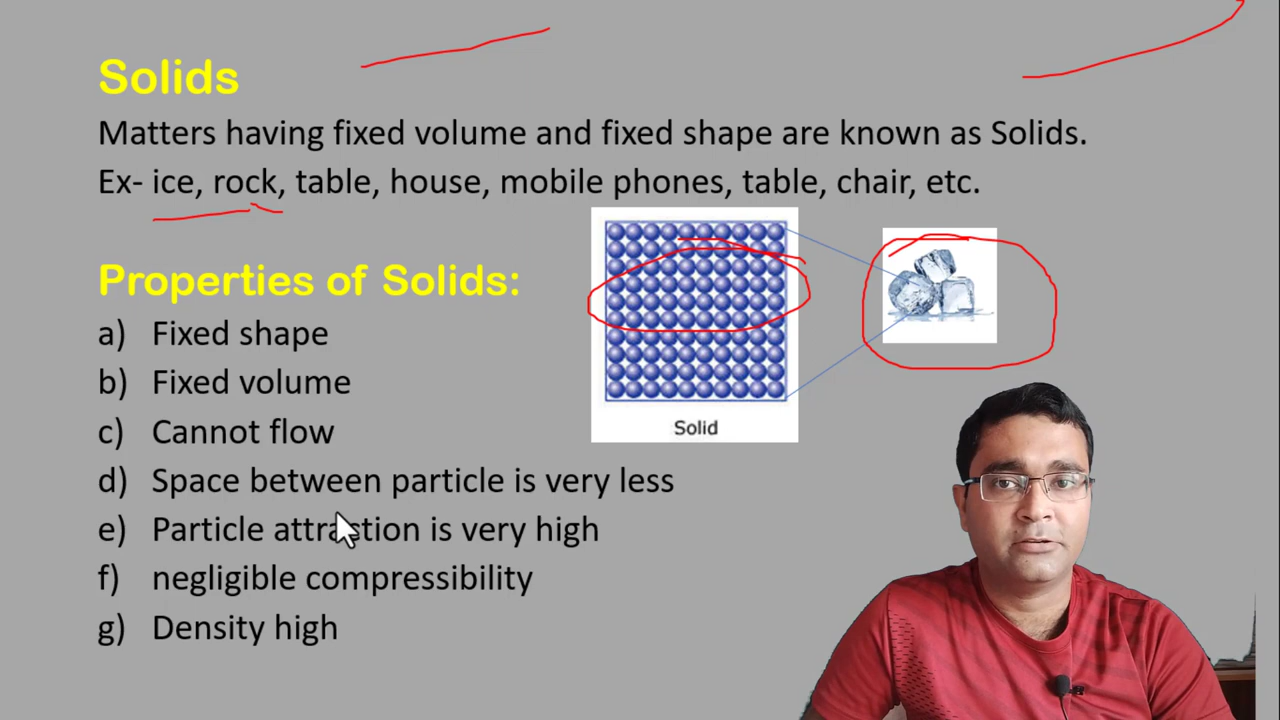 Solids
Matters having fixed volume and fixed shape are known as Solids.
Ex- ice, rock, table, house, mobile phones, table, chair, etc.
Properties of Solids:
a) Fixed shape
b) Fixed volume
c) Cannot flow
d) Space between particle is very less
e) Particle attraction is very high
f) negligible compressibility
g) Density high
Solid